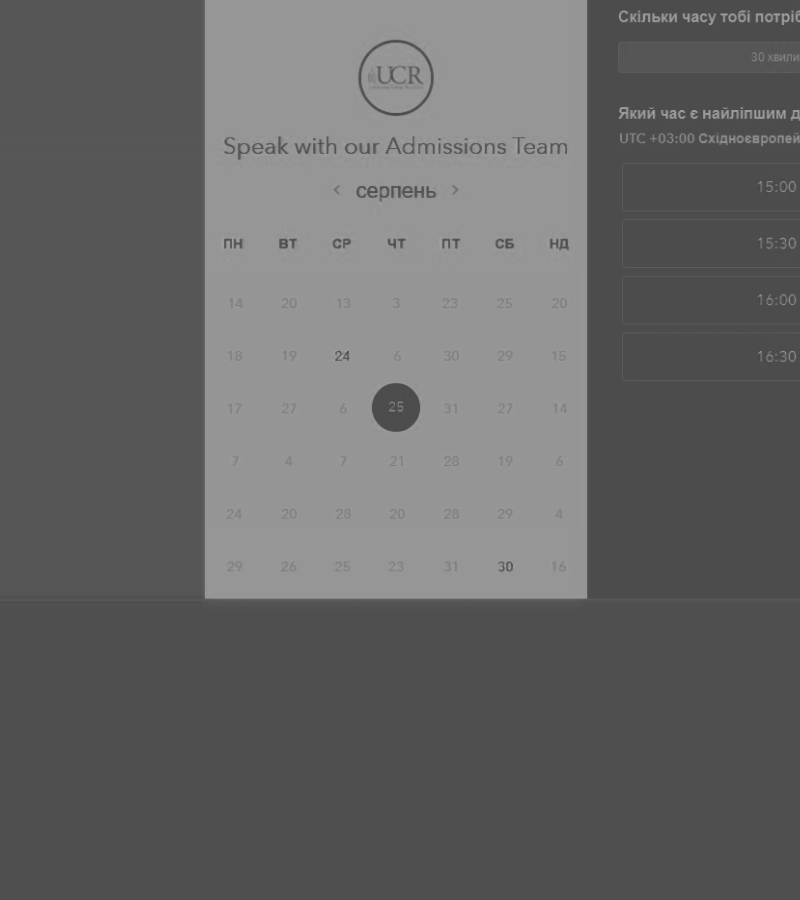 UCR
Speak with our Admissions Team
< серпень >
ПН ВТ СР ЧТ ПТ СБ НД
14 20 13 3 23 25 20
18 19 24 6 30 29 15
17 27 6 25 31 27 14
7 4 7 21 28 19 6
24 20 28 20 28 29 4
29 26 25 23 31 30 16
Скільки часу тобі потріб
30 хвили
Який час є найліпшим д
UTC +03:00 Східноєвропей
15:00
15:30
16:00
16:30